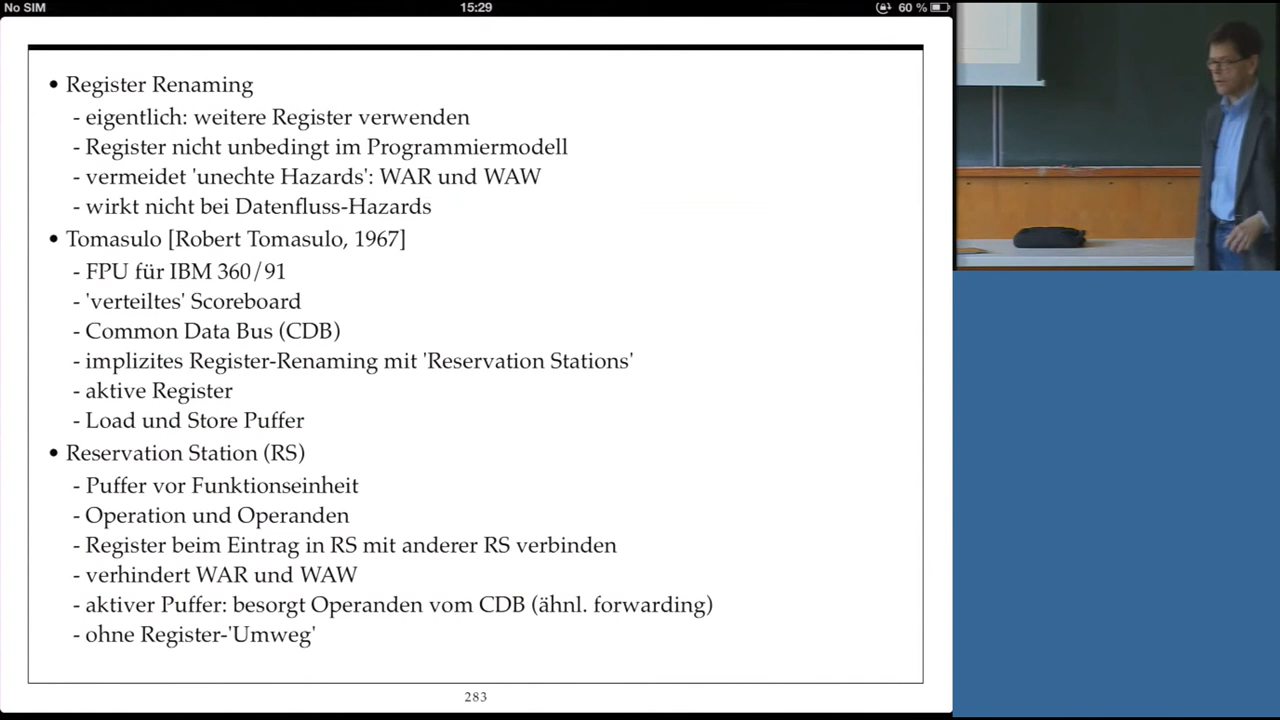 No SIM
15:29
60 %
• Register Renaming
- eigentlich: weitere Register verwenden
- Register nicht unbedingt im Programmiermodell
- vermeidet 'unechte Hazards': WAR und WAW
- wirkt nicht bei Datenfluss-Hazards
• Tomasulo [Robert Tomasulo, 1967]
- FPU für IBM 360/91
- 'verteiltes' Scoreboard
- Common Data Bus (CDB)
- implizites Register-Renaming mit 'Reservation Stations'
- aktive Register
- Load und Store Puffer
• Reservation Station (RS)
- Puffer vor Funktionseinheit
- Operation und Operanden
- Register beim Eintrag in RS mit anderer RS verbinden
- verhindert WAR und WAW
- aktiver Puffer: besorgt Operanden vom CDB (ähnl. forwarding)
- ohne Register-'Umweg'
283